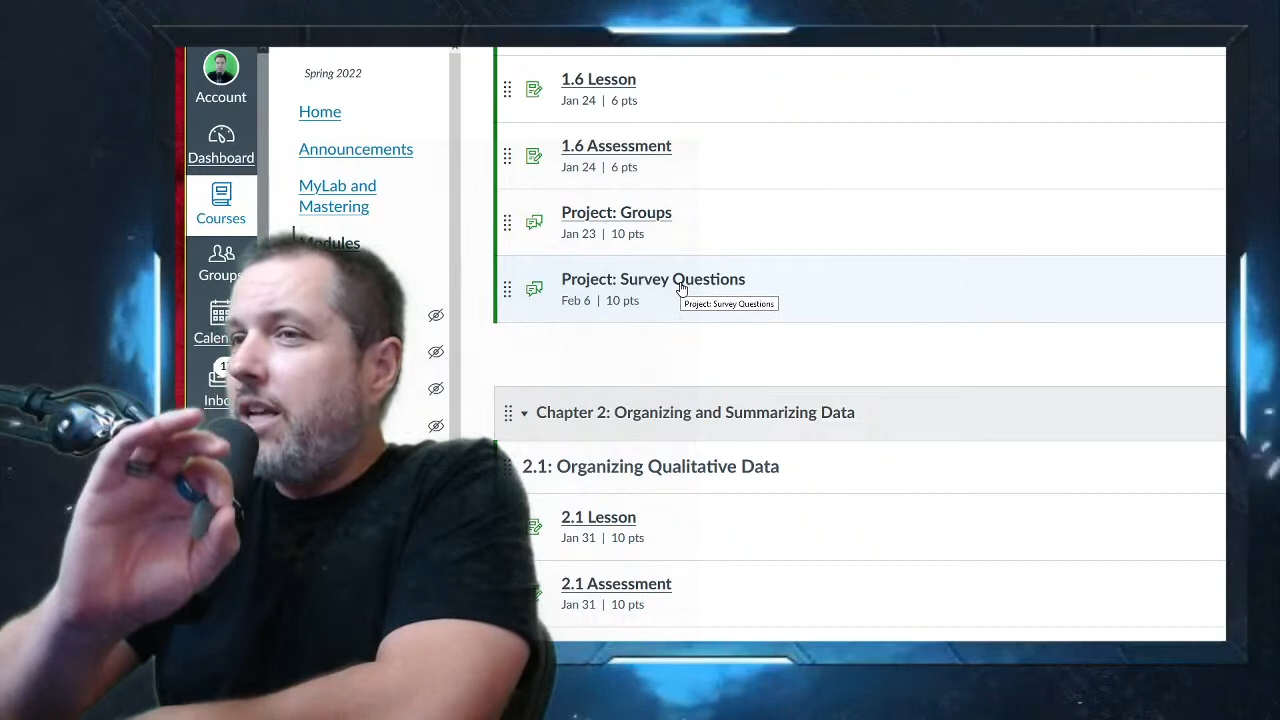 Account
Dashboard
Courses
Groups
Spring 2022
Home
Announcements
MyLab and
Mastering
Modules
1.6 Lesson
Jan 24 | 6 pts
1.6 Assessment
Jan 24 | 6 pts
Project: Groups
Jan 23 | 10 pts
Project: Survey Questions
Feb 6 | 10 pts
Project: Survey Questions
Chapter 2: Organizing and Summarizing Data
2.1: Organizing Qualitative Data
2.1 Lesson
Jan 31 | 10 pts
2.1 Assessment
Jan 31 | 10 pts